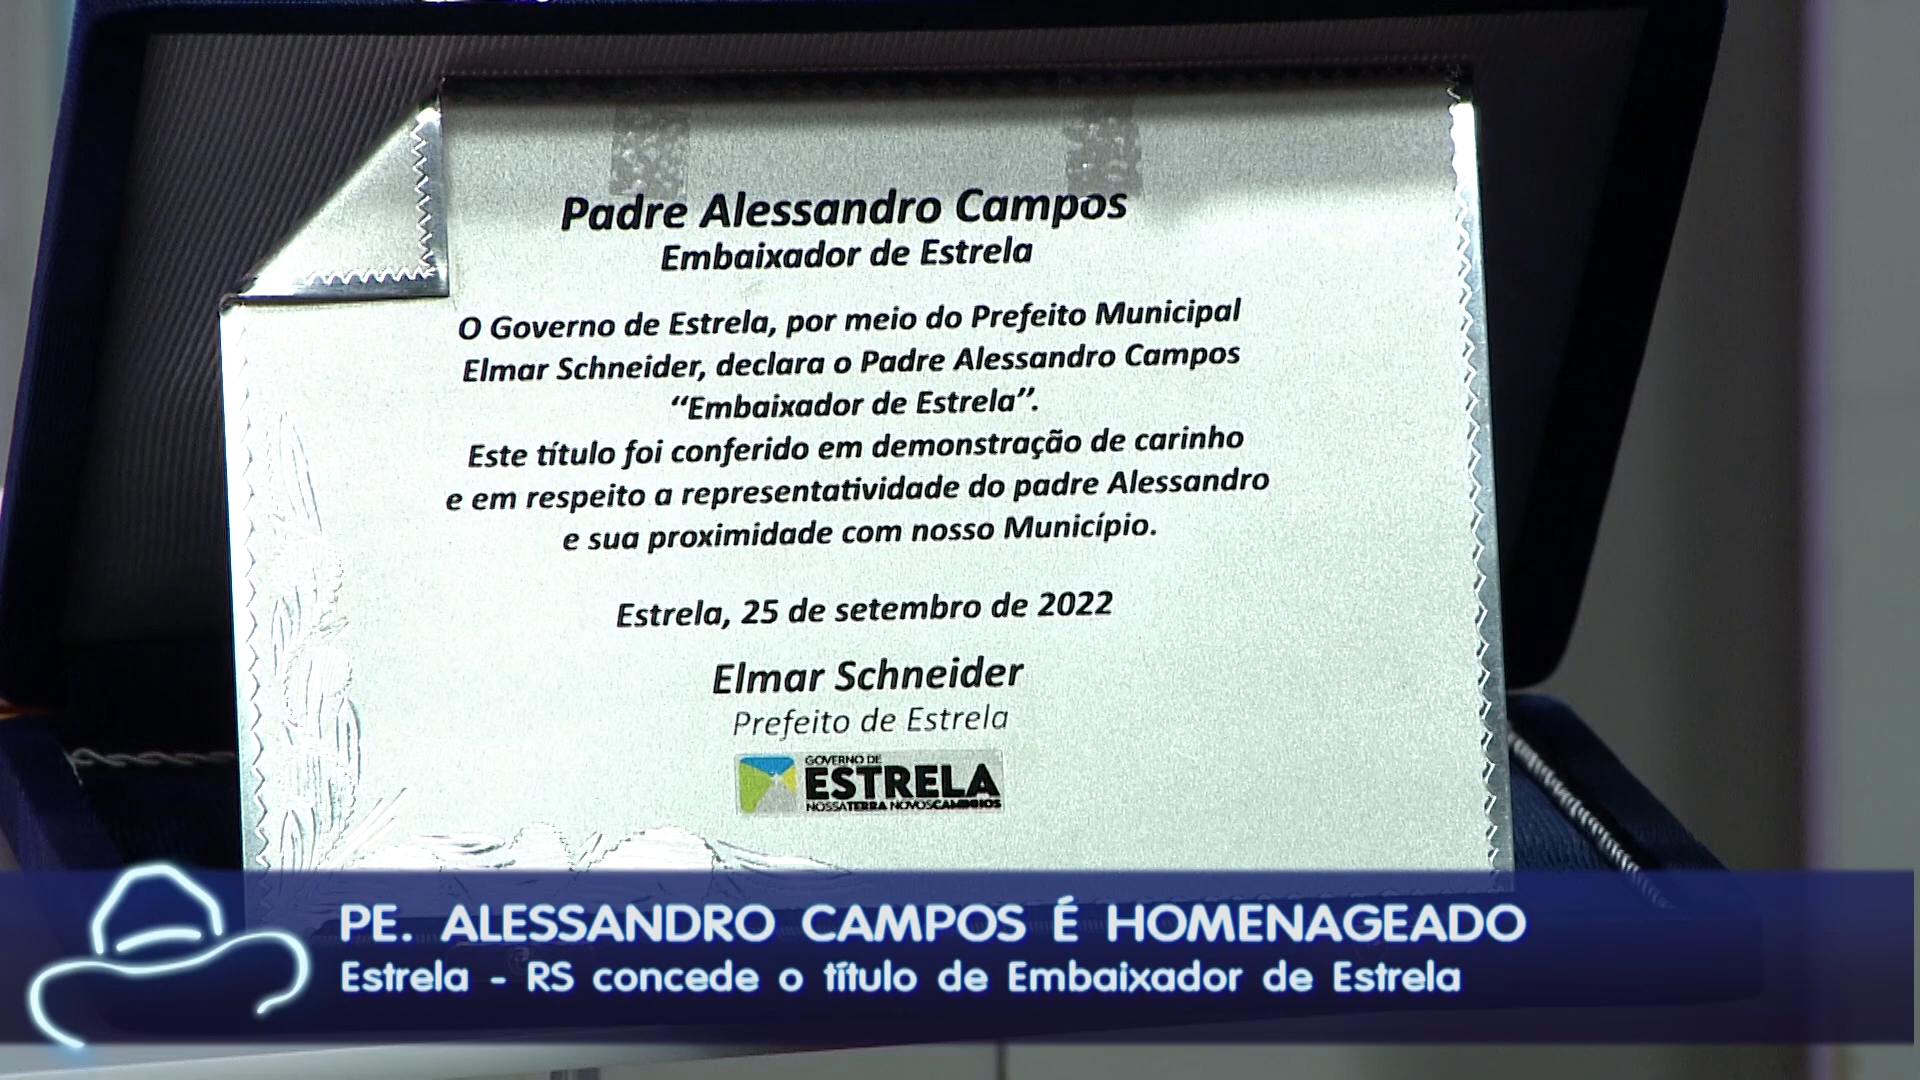 Padre Alessandro Campos
Embaixador de Estrela
O Governo de Estrela, por meio do Prefeito Municipal
Elmar Schneider, declara o Padre Alessandro Campos
“Embaixador de Estrela”.
Este título foi conferido em demonstração de carinho
e em respeito a representatividade do padre Alessandro
e sua proximidade com nosso Município.
Estrela, 25 de setembro de 2022
Elmar Schneider
Prefeito de Estrela
GOVERNO DE
ESTRELA
NOSSATERRA NOVOSCAMINHOS
PE. ALESSANDRO CAMPOS É HOMENAGEADO
Estrela - RS concede o título de Embaixador de Estrela